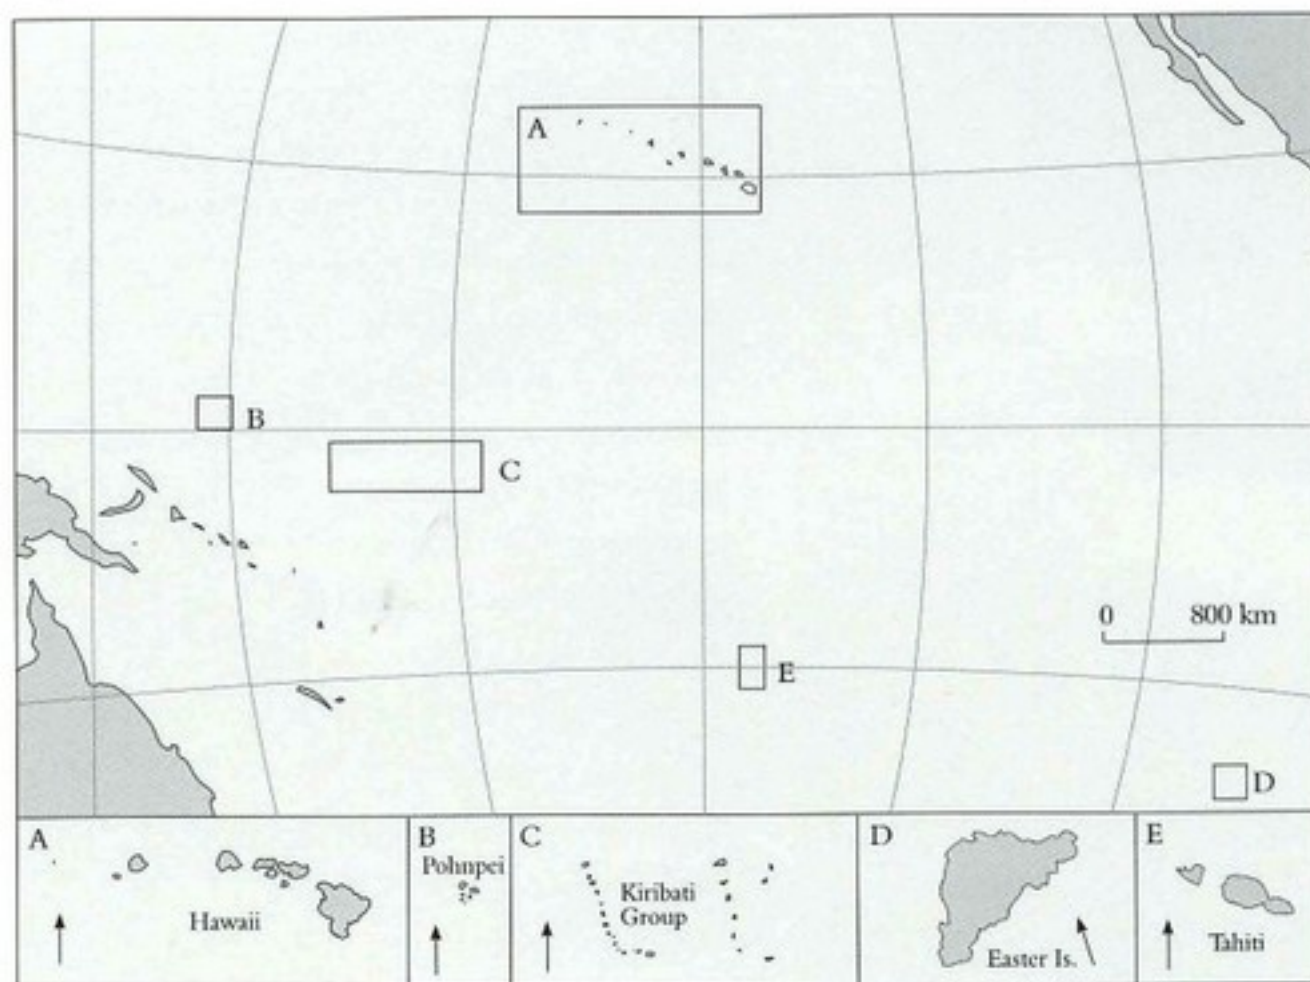 A
B
C
0 800 km
E
D
A
Hawaii
B
Pohnpei
C
Kiribati
Group
D
Easter Is.
E
Tahiti